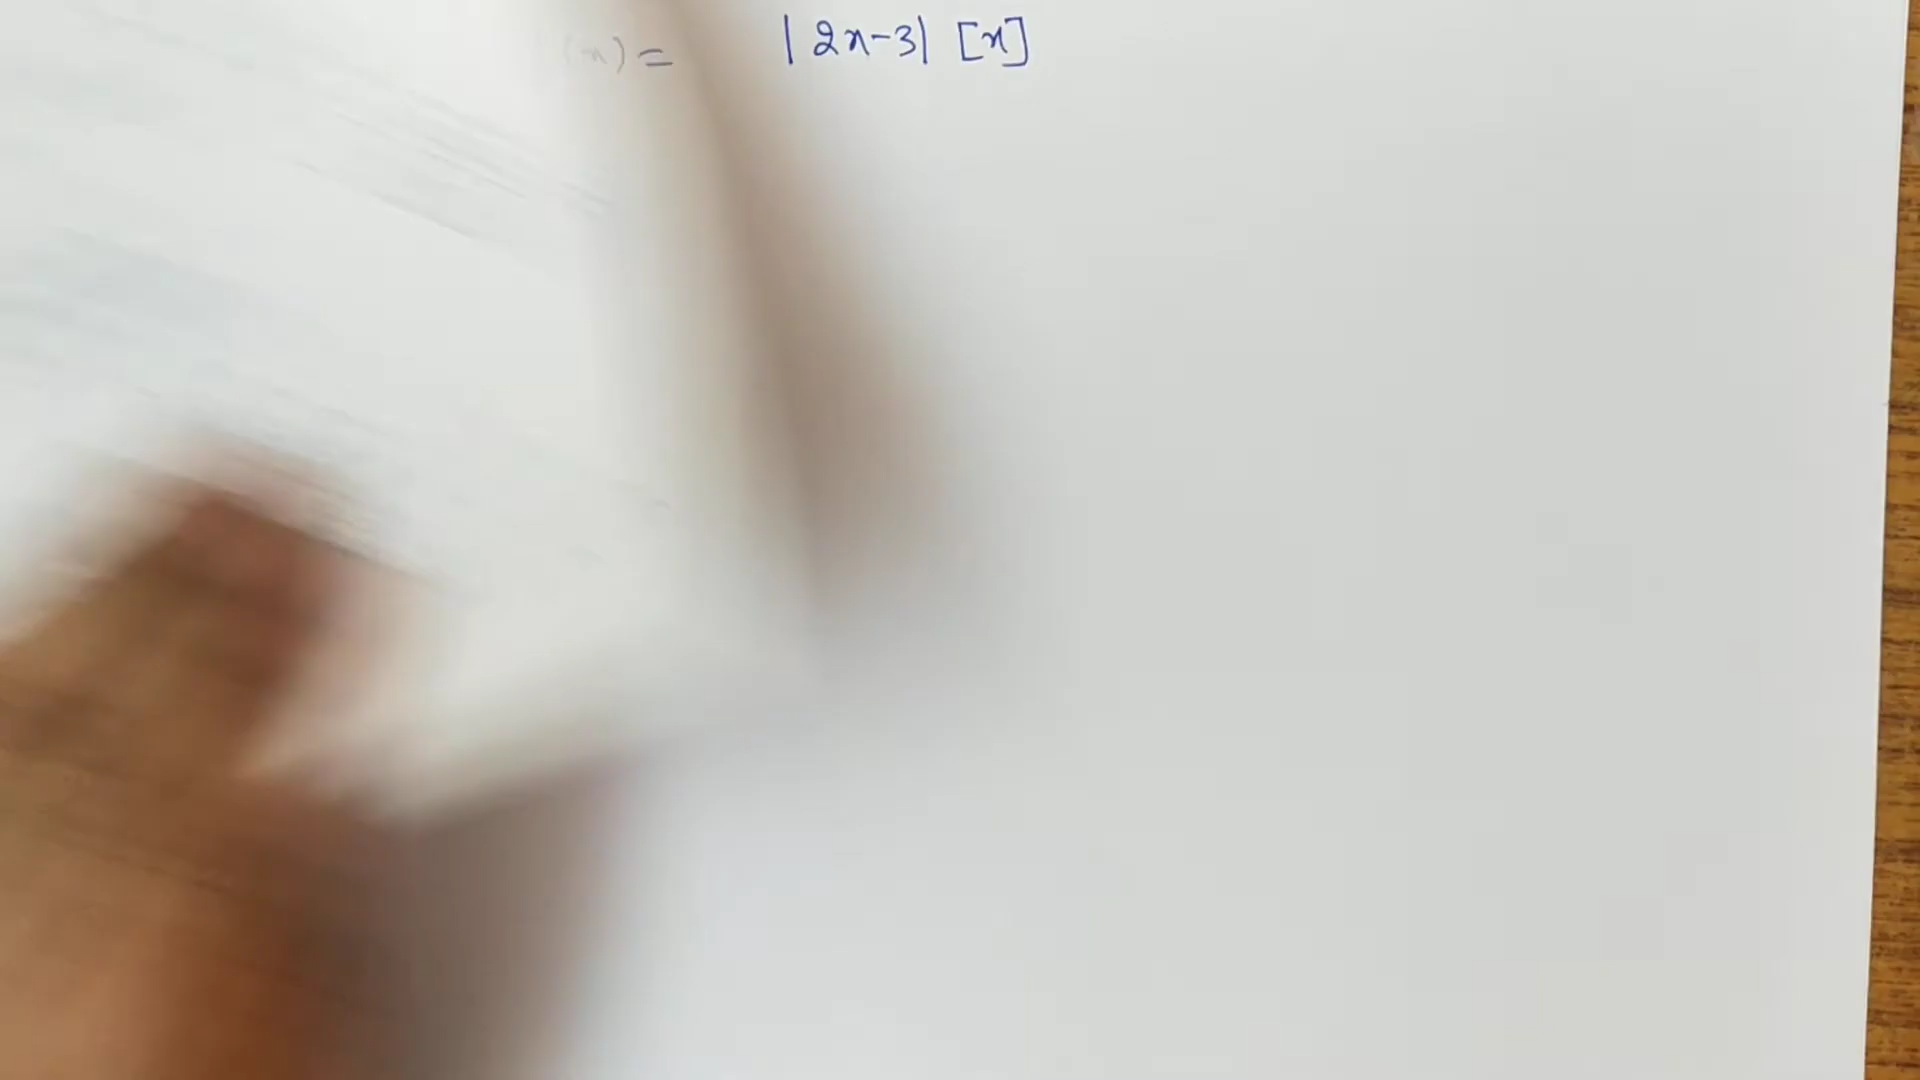 (x) = |2x-3| [x]